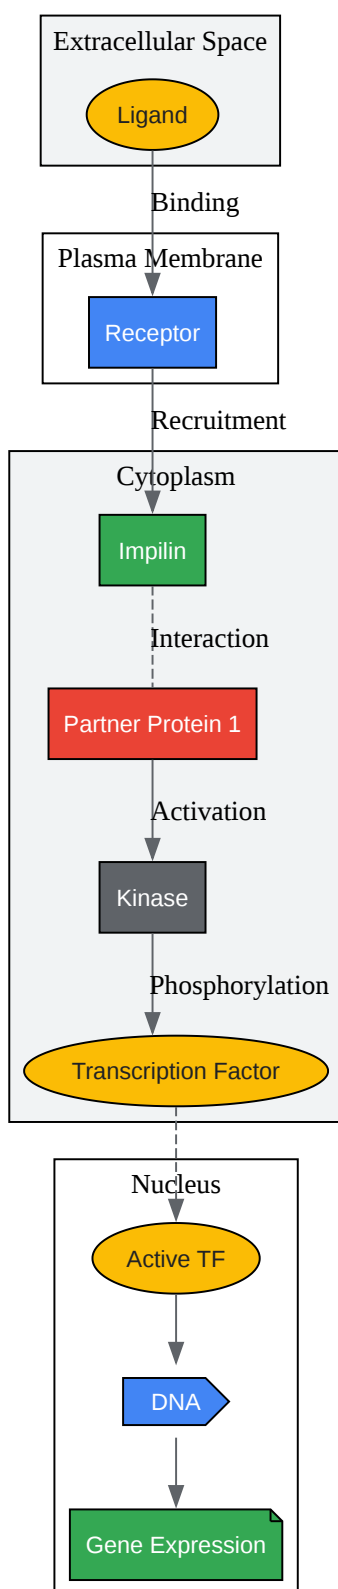 Extracellular Space
Ligand
Binding
Plasma Membrane
Receptor
Recruitment
Cytoplasm
Impilin
Interaction
Partner Protein 1
Activation
Kinase
Phosphorylation
Transcription Factor
Nucleus
Active TF
DNA
Gene Expression